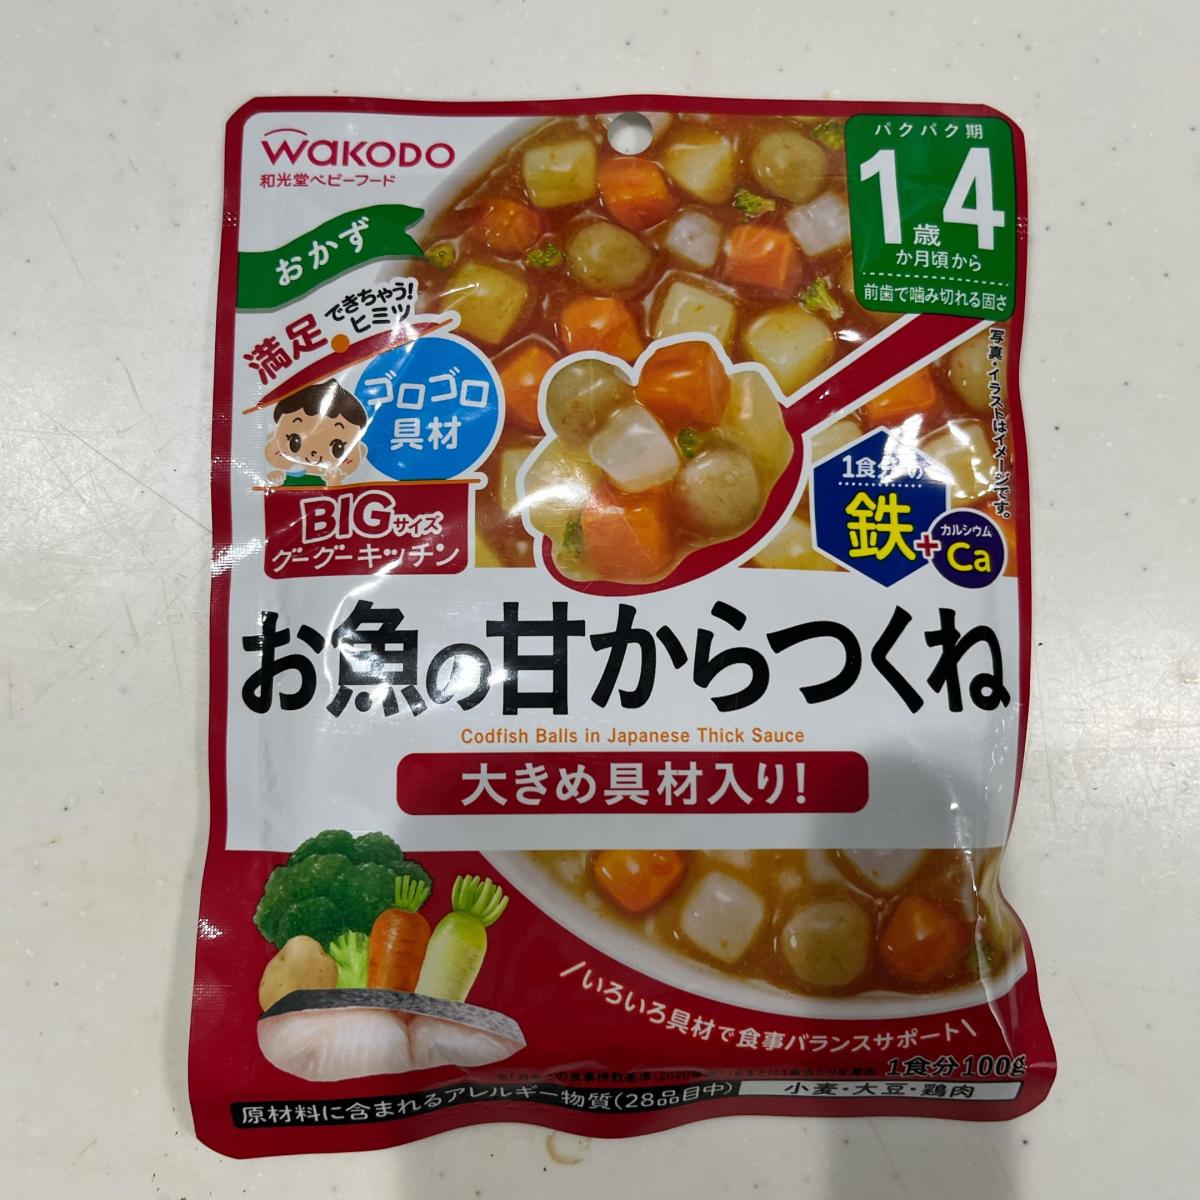 WAKODO
和光堂ベビーフード
おかず
パクパク期
1歳4
か月頃から
前歯で噛み切れる固さ
満足
できちゃう!
ヒミツ
ゴロゴロ
具材
BIGサイズ
グーグーキッチン
写真・イラストはイメージです。
1食分の
鉄+
カルシウム
Ca
お魚の甘からつくね
Codfish Balls in Japanese Thick Sauce
大きめ具材入り!
\いろいろ具材で食事バランスサポート/
1食分100g
原材料に含まれるアレルギー物質(28品目中)
小麦・大豆・鶏肉